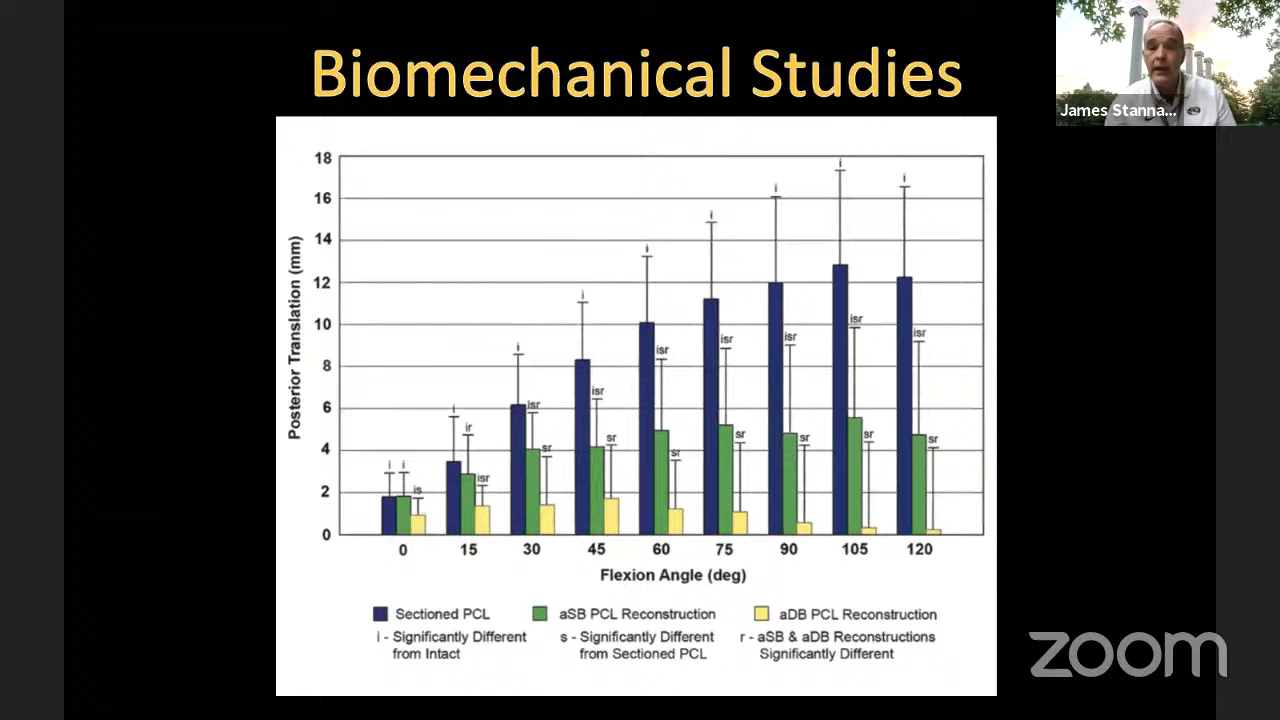 Biomechanical Studies
James Stanna...
18
16
14
12
10
8
6
4
2
0
Posterior Translation (mm)
i i is
i ir isr
i isr sr
i isr sr
i isr sr
i isr sr
i isr sr
i isr sr
i isr sr
0 15 30 45 60 75 90 105 120
Flexion Angle (deg)
Sectioned PCL aSB PCL Reconstruction aDB PCL Reconstruction
i - Significantly Different s - Significantly Different r - aSB & aDB Reconstructions
from Intact from Sectioned PCL Significantly Different
zoom